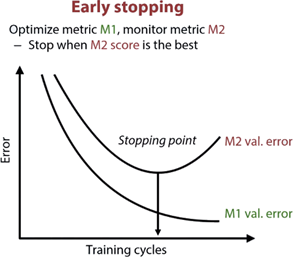 Early stopping
Optimize metric M1, monitor metric M2
– Stop when M2 score is the best
Stopping point
M2 val. error
Error
M1 val. error
Training cycles